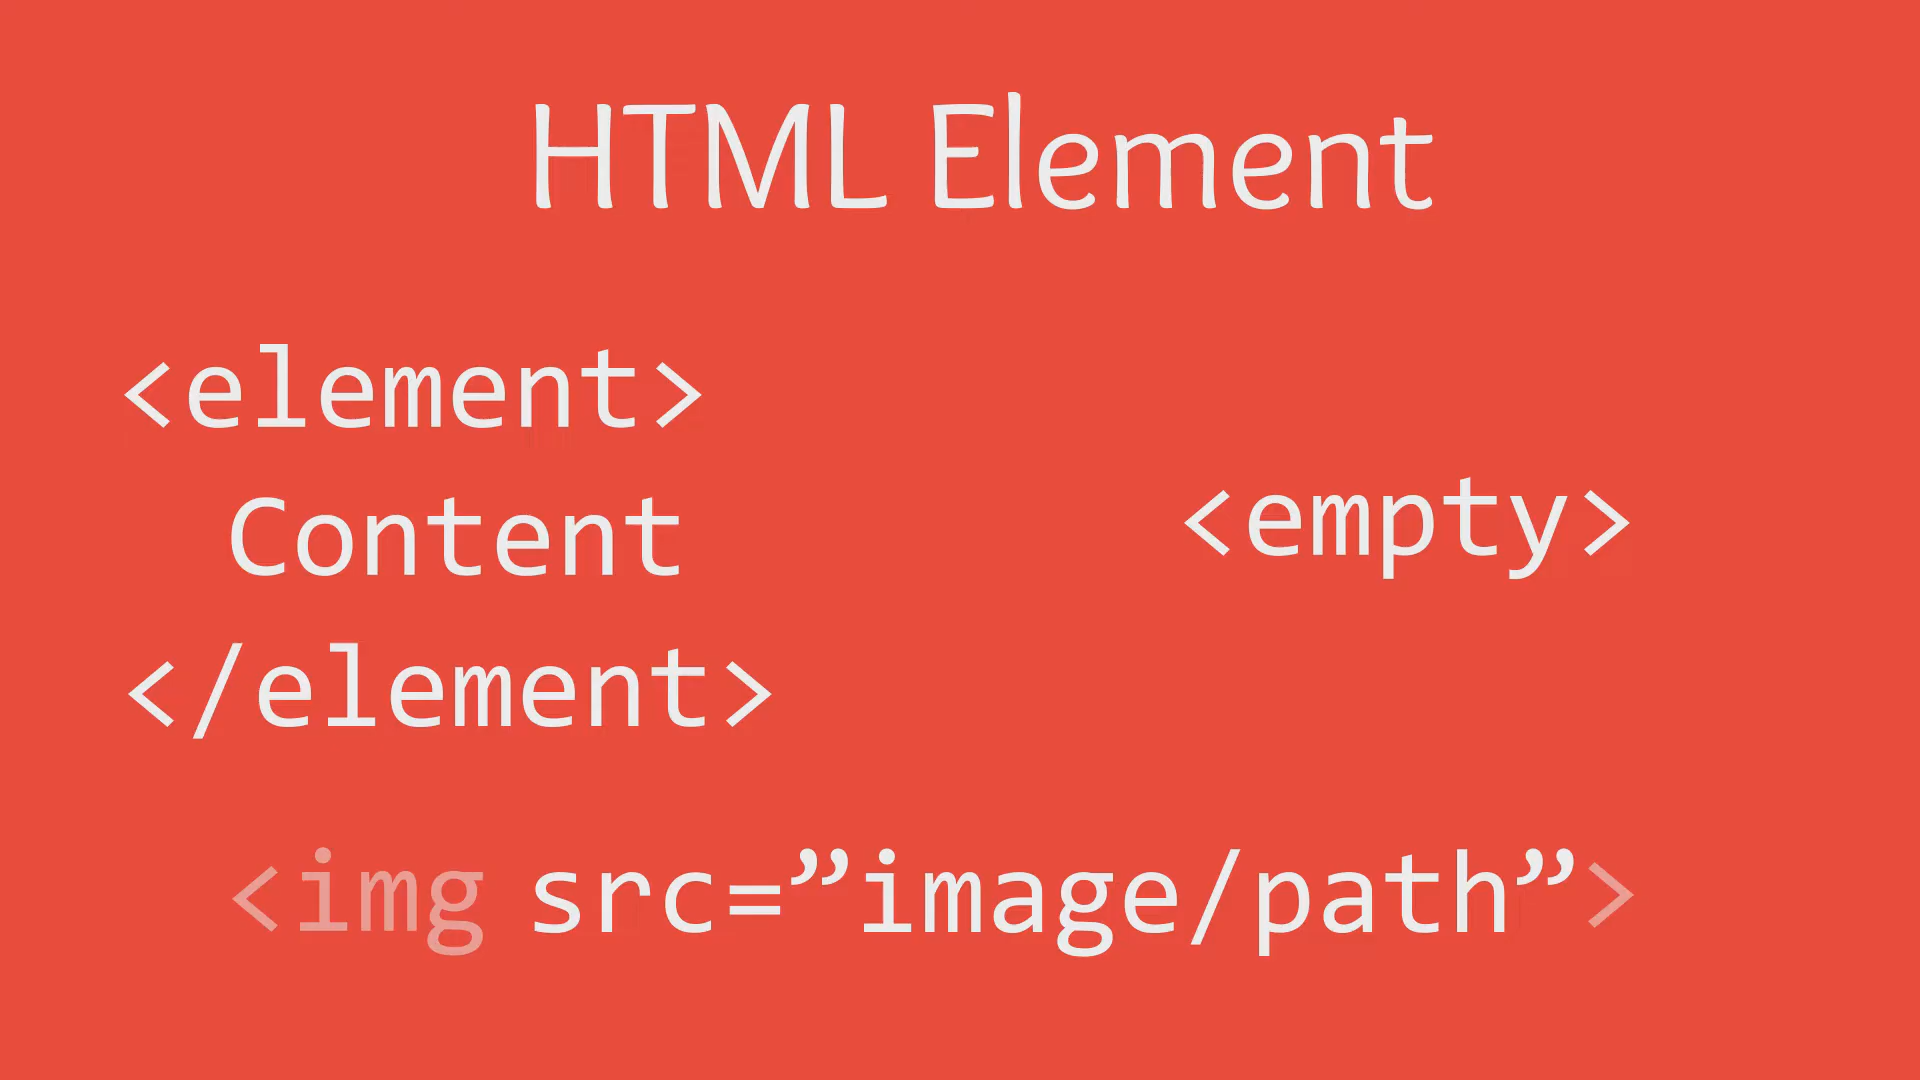 HTML Element
<element>
Content
<empty>
</element>
<img src=”image/path”>